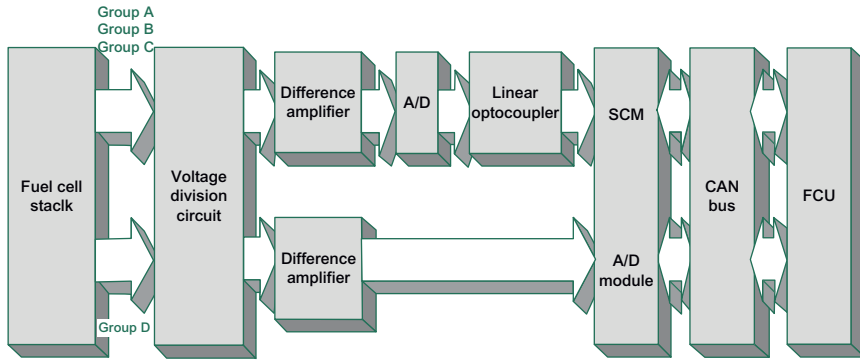 Group A
Group B
Group C
Fuel cell
staclk
Group D
Voltage
division
circuit
Difference
amplifier
A/D
Linear
optocoupler
Difference
amplifier
SCM
A/D
module
CAN
bus
FCU